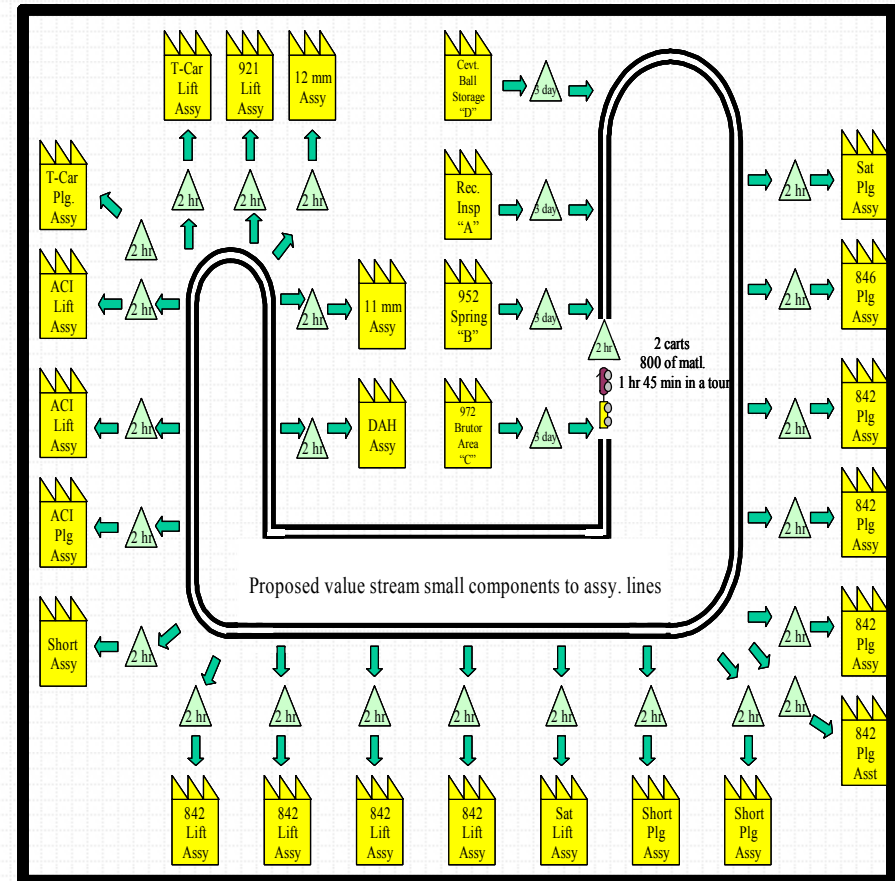 T-Car
Lift
Assy
921
Lift
Assy
12 mm
Assy
Cevt.
Ball
Storage
“D”
3 day
T-Car
Plg.
Assy
2 hr
2 hr
2 hr
2 hr
Rec.
Insp
“A”
3 day
Sat
Plg
Assy
2 hr
ACI
Lift
Assy
2 hr
2 hr
11 mm
Assy
952
Spring
“B”
3 day
846
Plg
Assy
2 hr
2 hr
2 carts
800 of matl.
1 hr 45 min in a tour
ACI
Lift
Assy
2 hr
2 hr
DAH
Assy
972
Brutor
Area
“C”
3 day
842
Plg
Assy
2 hr
ACI
Plg
Assy
2 hr
842
Plg
Assy
2 hr
Proposed value stream small components to assy. lines
Short
Assy
2 hr
842
Plg
Assy
2 hr
2 hr
2 hr
2 hr
2 hr
2 hr
2 hr
2 hr
2 hr
842
Plg
Asst
842
Lift
Assy
842
Lift
Assy
842
Lift
Assy
842
Lift
Assy
Sat
Lift
Assy
Short
Plg
Assy
Short
Plg
Assy